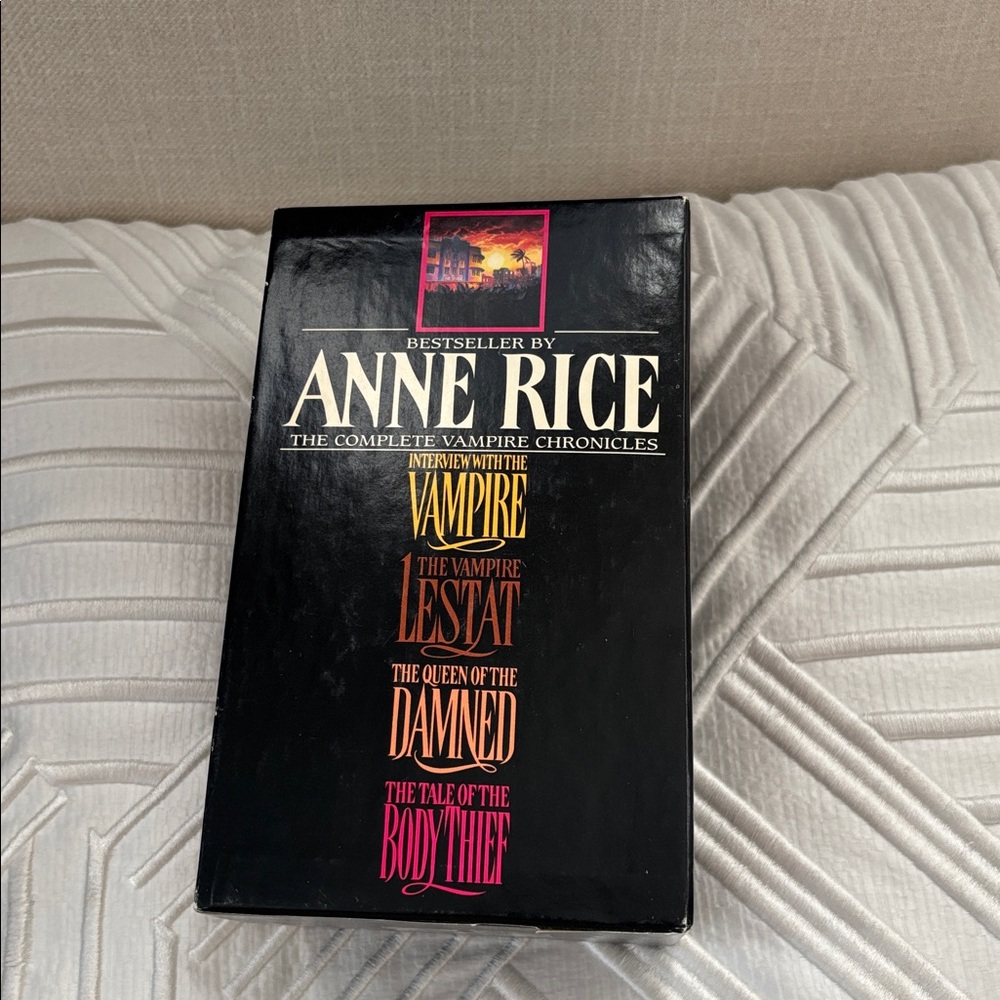 BESTSELLER BY
ANNE RICE
THE COMPLETE VAMPIRE CHRONICLES
INTERVIEW WITH THE
VAMPIRE
THE VAMPIRE
LESTAT
THE QUEEN OF THE
DAMNED
THE TALE OF THE
BODY THIEF